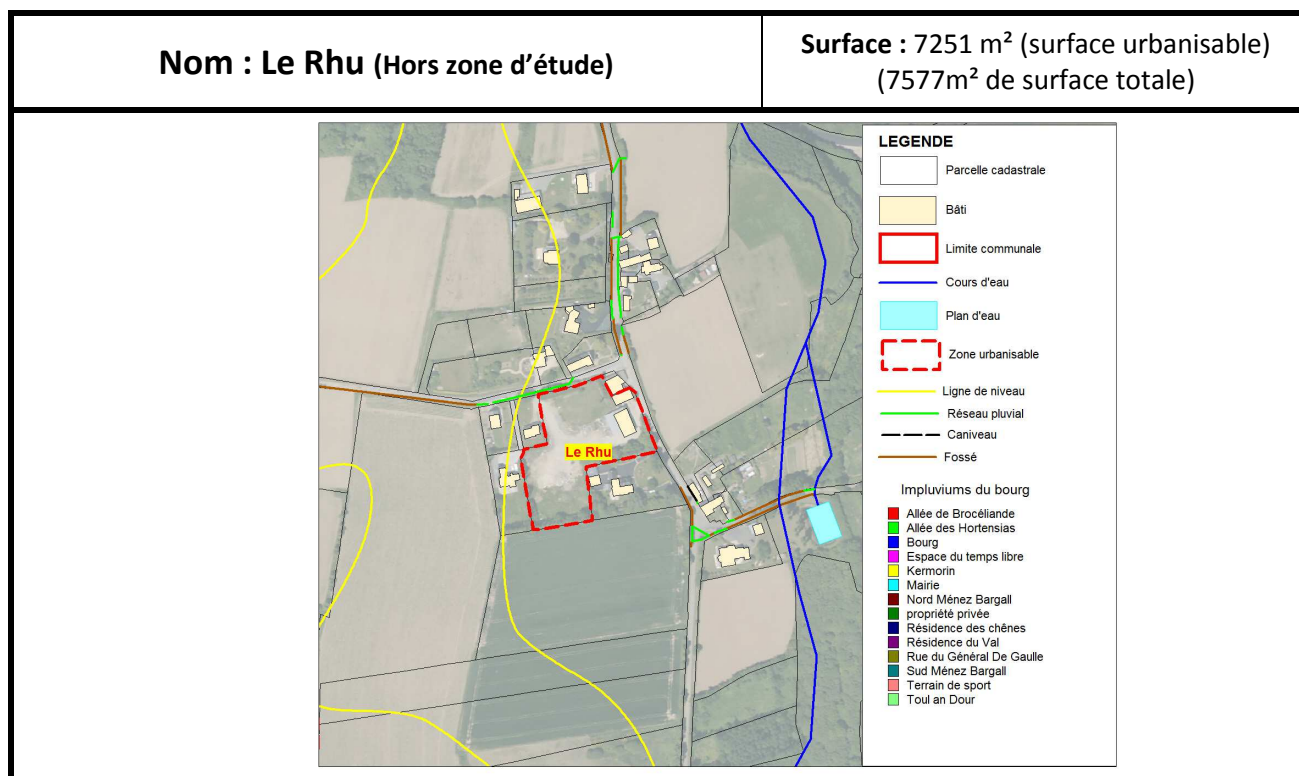 Nom : Le Rhu (Hors zone d’étude)
Surface : 7251 m² (surface urbanisable)
(7577m² de surface totale)
Le Rhu
LEGENDE
Parcelle cadastrale
Bâti
Limite communale
Cours d'eau
Plan d'eau
Zone urbanisable
Ligne de niveau
Réseau pluvial
Caniveau
Fossé
Impluviums du bourg
Allée de Brocéliande
Allée des Hortensias
Bourg
Espace du temps libre
Kermorin
Mairie
Nord Ménez Bargall
propriété privée
Résidence des chênes
Résidence du Val
Rue du Général De Gaulle
Sud Ménez Bargall
Terrain de sport
Toul an Dour